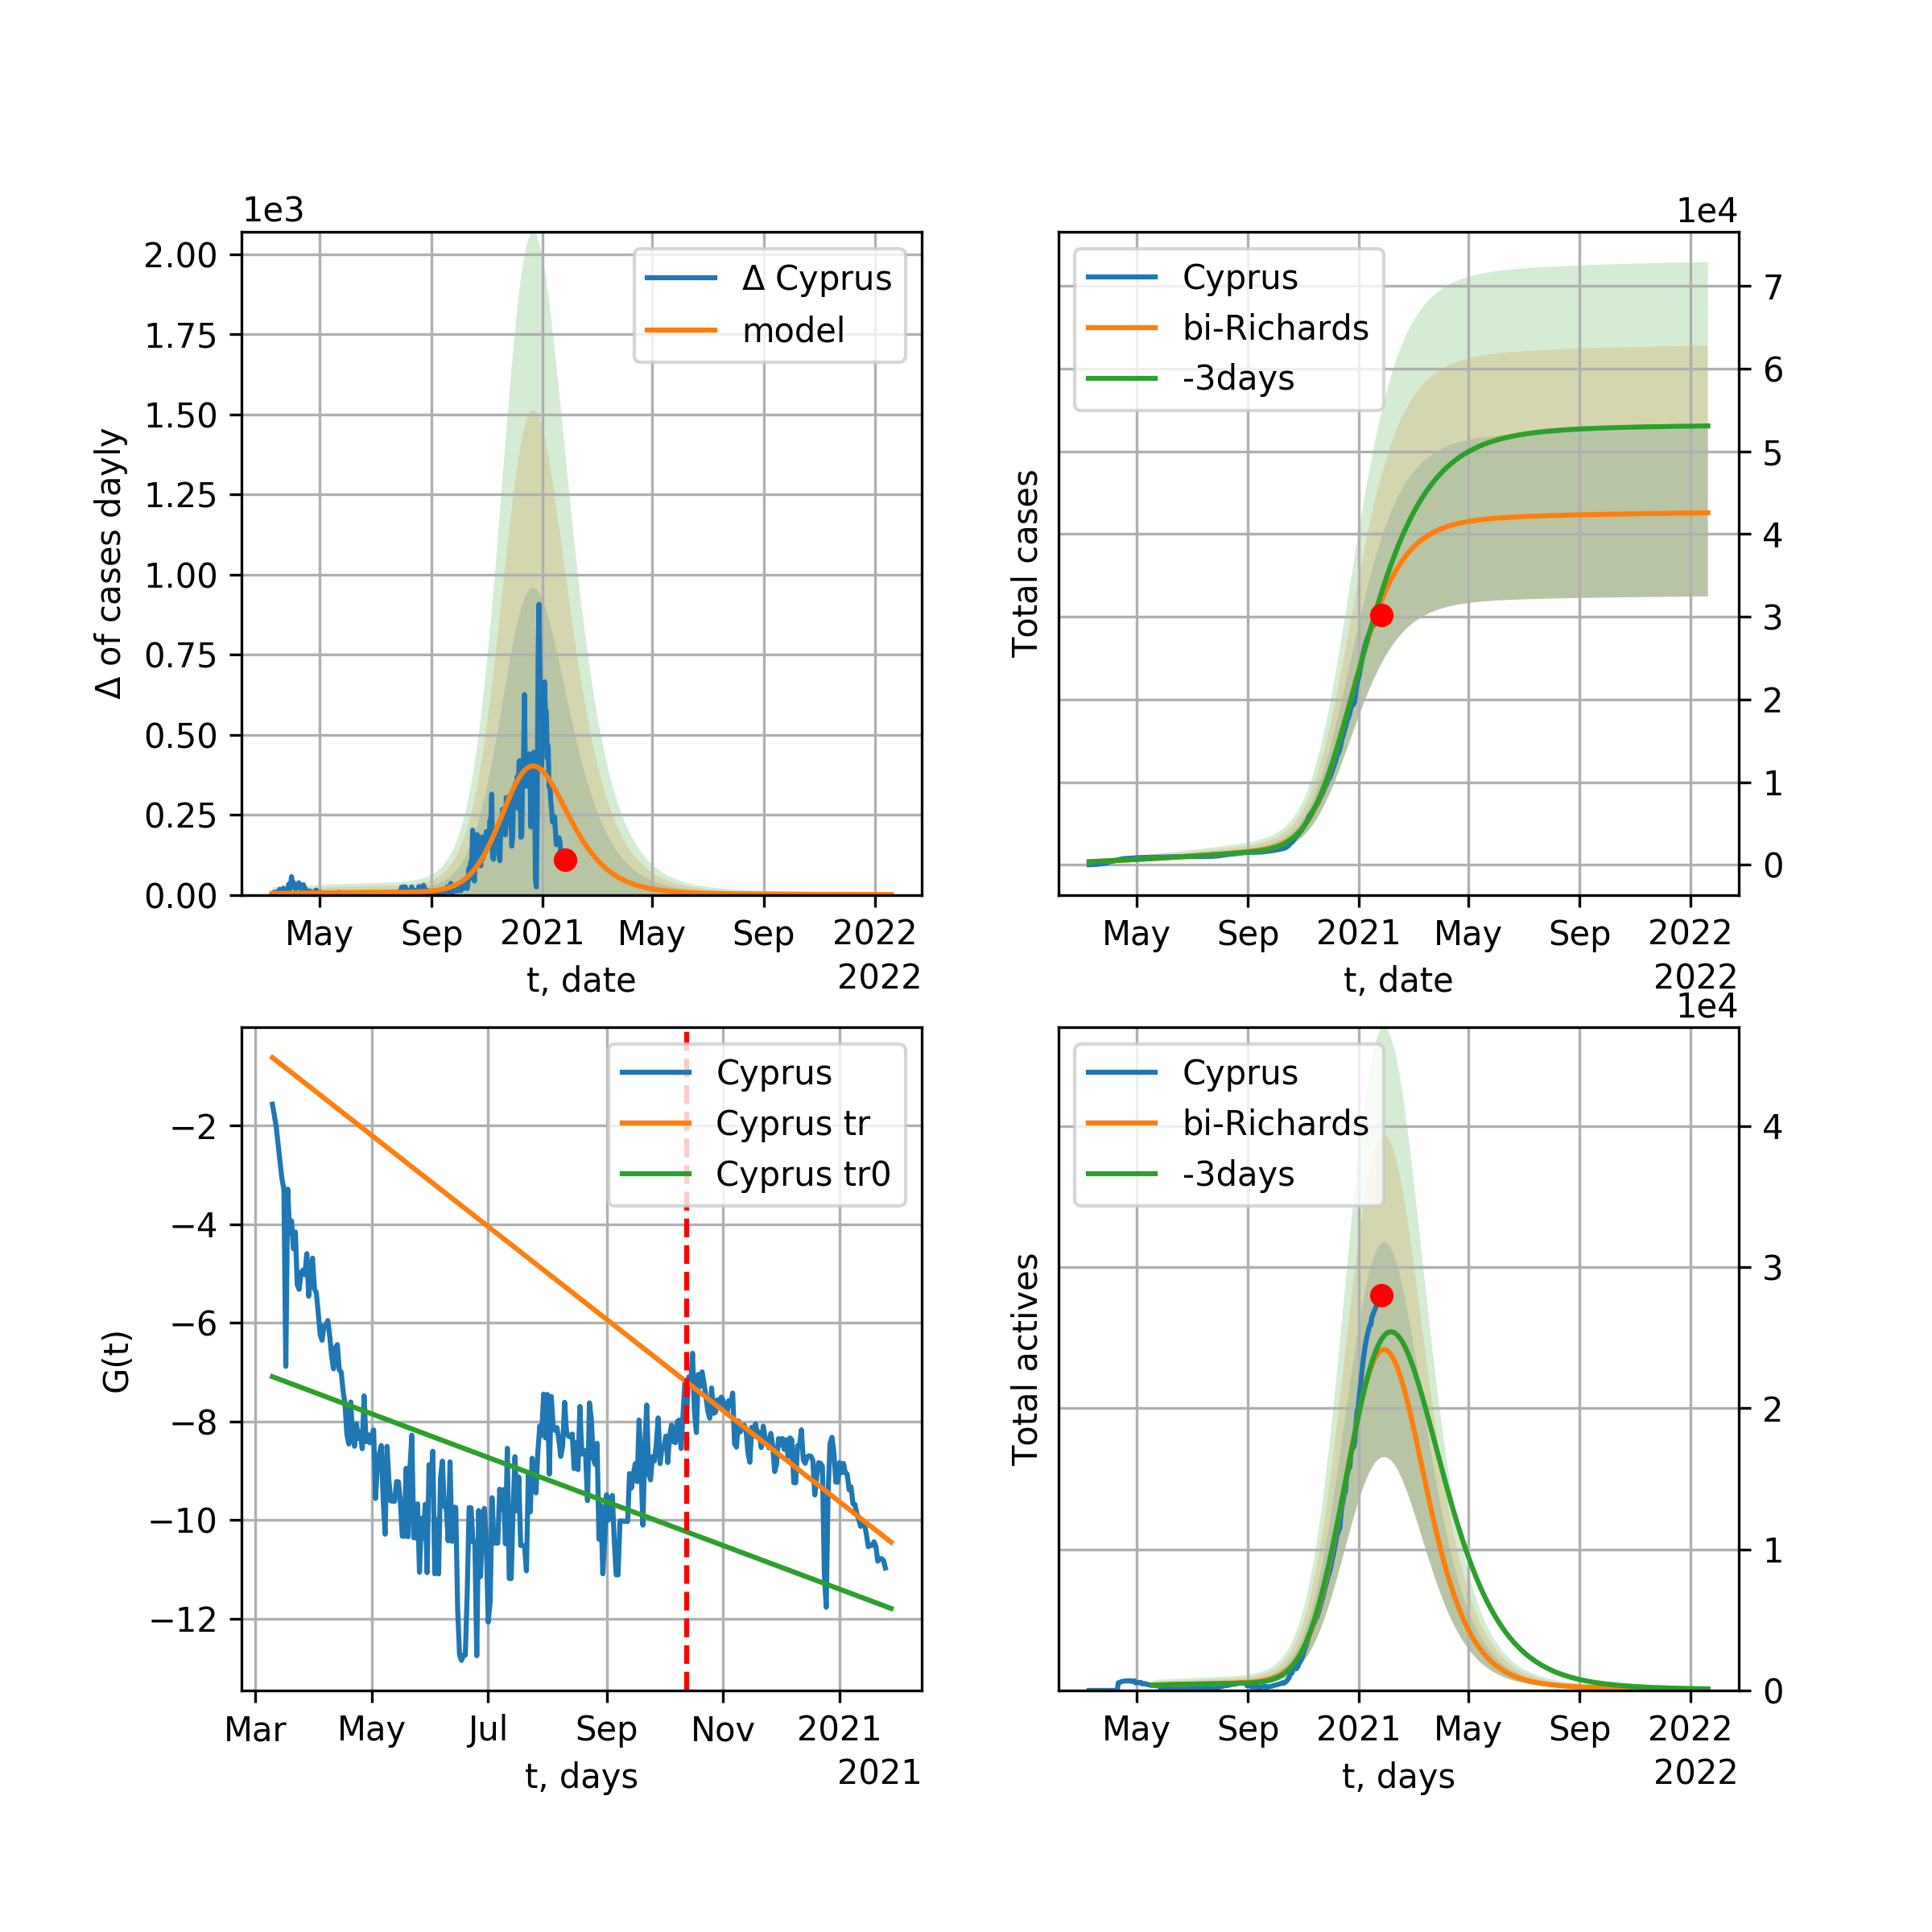 1e3
2.00
1.75
1.50
1.25
1.00
0.75
0.50
0.25
0.00
Δ of cases dayly
Δ Cyprus
model
May Sep 2021 May Sep 2022
t, date
2022
1e4
7
6
5
4
3
2
1
0
Total cases
Cyprus
bi-Richards
-3days
May Sep 2021 May Sep 2022
t, date
2022
−2
−4
−6
−8
−10
−12
G(t)
Cyprus
Cyprus tr
Cyprus tr0
Mar May Jul Sep Nov 2021
t, days
2021
1e4
4
3
2
1
0
Total actives
Cyprus
bi-Richards
-3days
May Sep 2021 May Sep 2022
t, days
2022